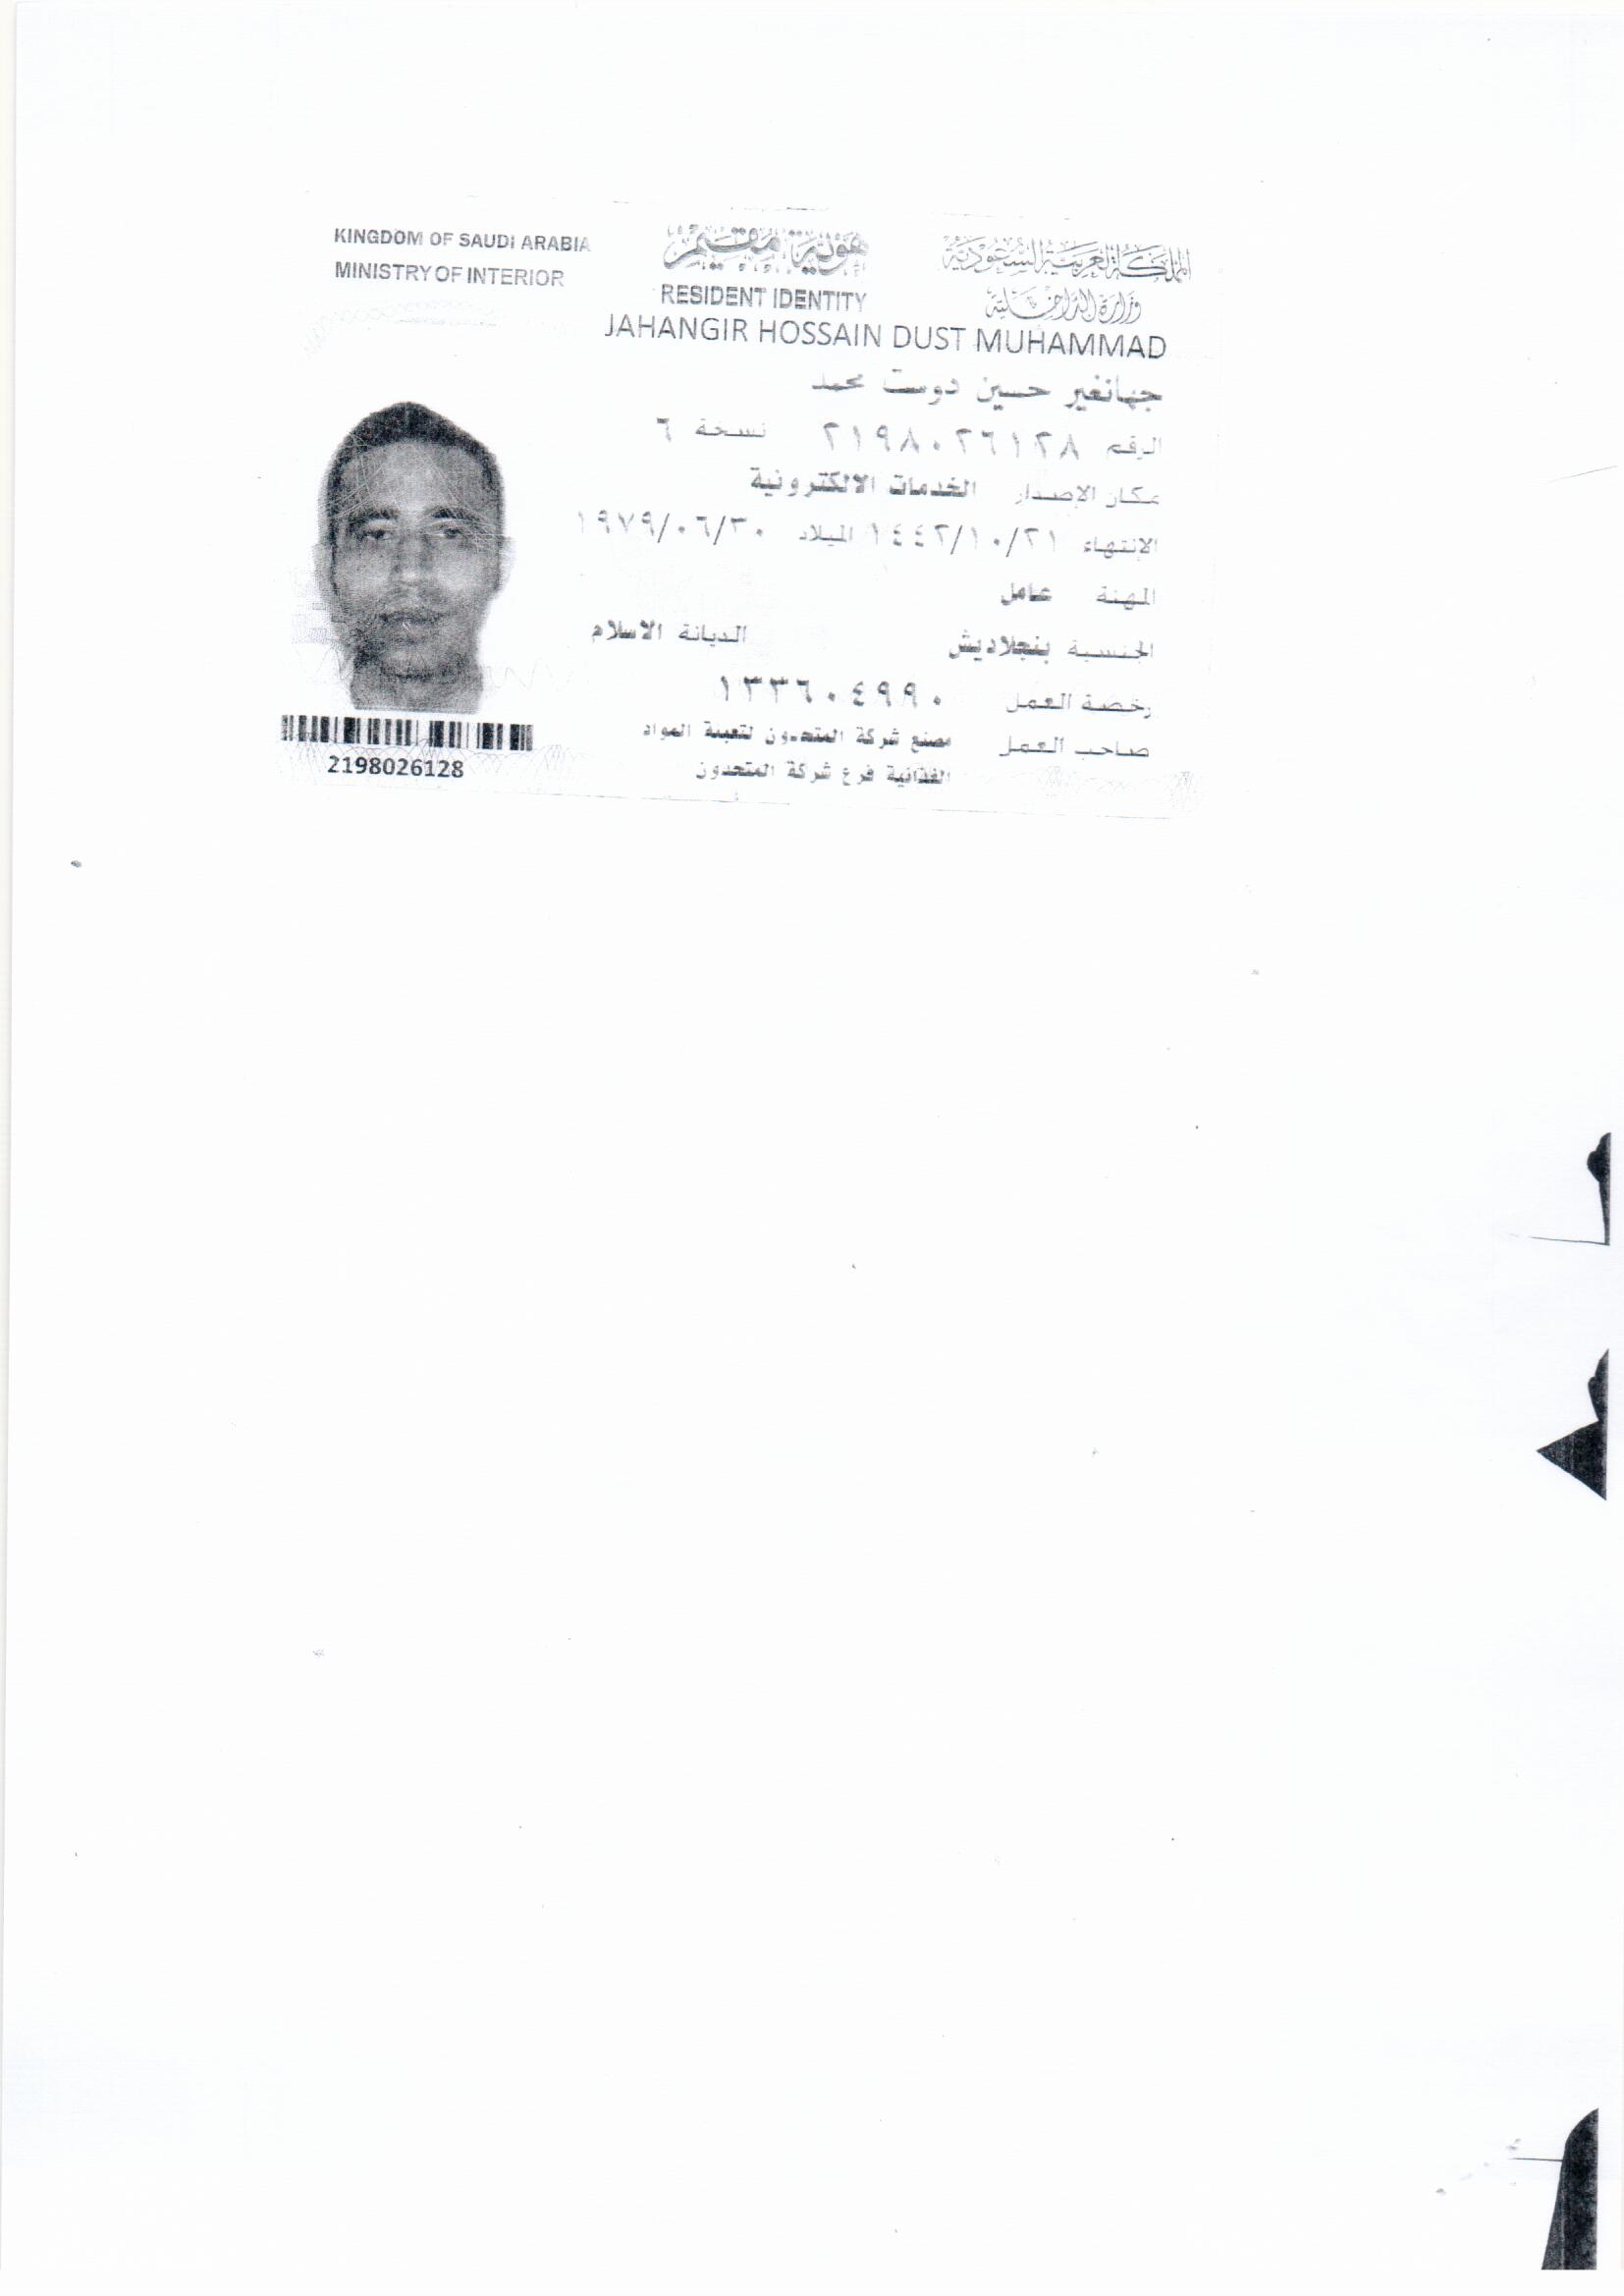 KINGDOM OF SAUDI ARABIA
MINISTRY OF INTERIOR
هوية مقيم
RESIDENT IDENTITY
المملكة العربية السعودية
وزارة الداخلية
JAHANGIR HOSSAIN DUST MUHAMMAD
جهانغير حسين دوست محمد
الرقم ٢١٩٨٠٢٦١٢٨ نسخة ٦
مكان الإصدار الخدمات الالكترونية
الإنتهاء ١٤٤٢/١٠/٢١ الميلاد ١٩٧٩/٠٦/٣٠
المهنة عامل
الجنسية بنجلاديش الديانة الاسلام
رخصة العمل ١٣٣٦٠٤٩٩٠
صاحب العمل مصنع شركة المتحدون لتعبئة المواد
الغذائية فرع شركة المتحدون
2198026128